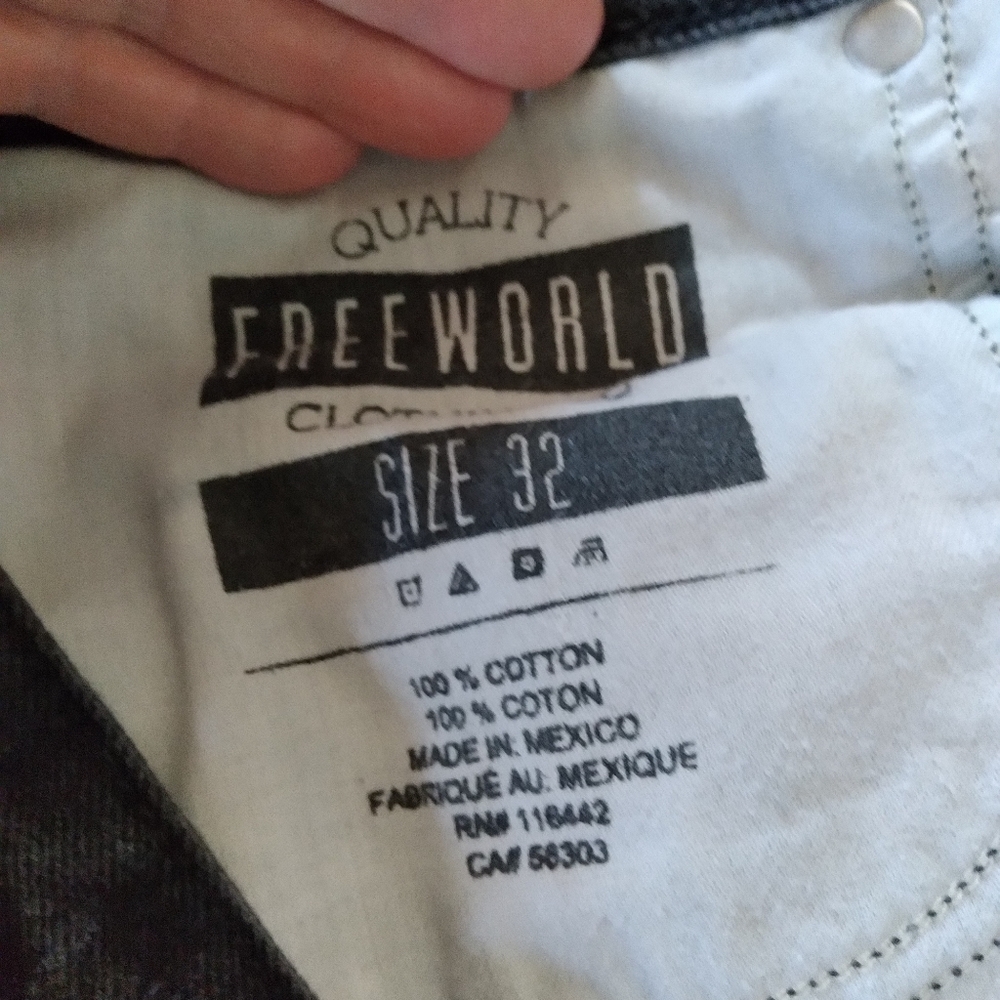 QUALITY
FREEWORLD
SIZE 32
100 % COTTON
100 % COTON
MADE IN: MEXICO
FABRIQUÉ AU: MEXIQUE
RN# 116442
CA# 56303